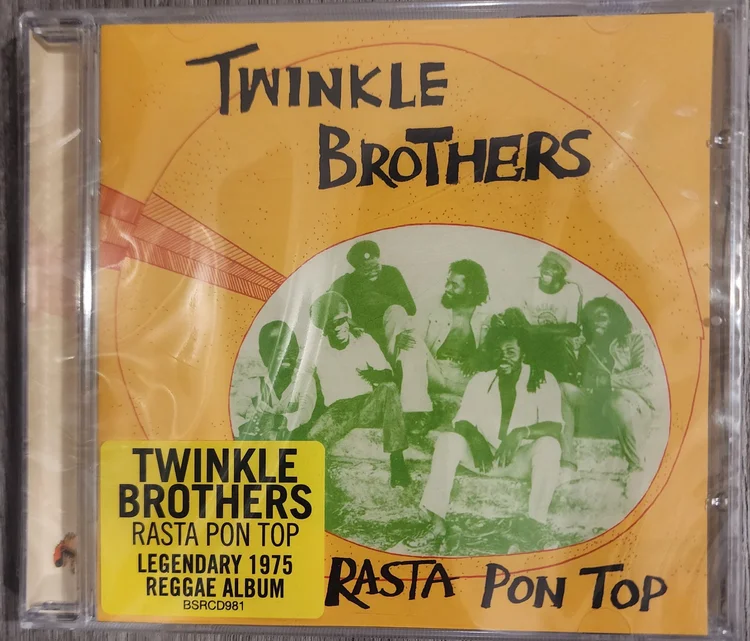 TWINKLE
BROTHERS
TWINKLE
BROTHERS
RASTA PON TOP
LEGENDARY 1975
REGGAE ALBUM
BSRCD981
RASTA PON TOP